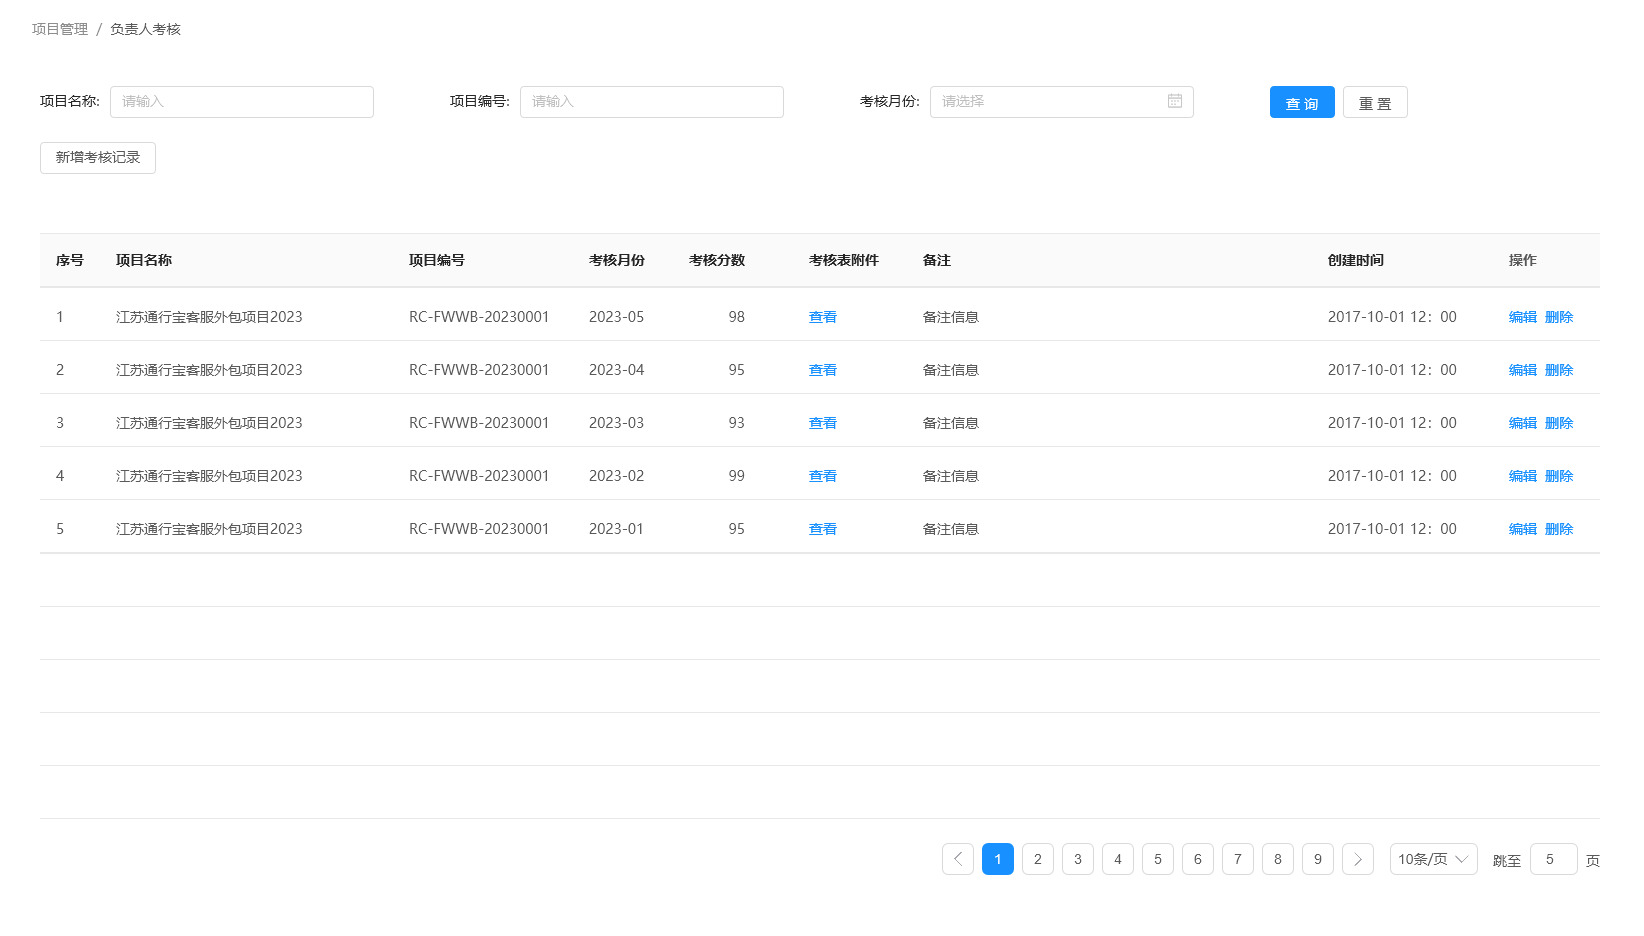 项目管理 / 负责人考核
项目名称: 请输入 项目编号: 请输入 考核月份: 请选择 查 询 重 置
新增考核记录
序号 项目名称 项目编号 考核月份 考核分数 考核表附件 备注 创建时间 操作
1 江苏通行宝客服外包项目2023 RC-FWWB-20230001 2023-05 98 查看 备注信息 2017-10-01 12：00 编辑 删除
2 江苏通行宝客服外包项目2023 RC-FWWB-20230001 2023-04 95 查看 备注信息 2017-10-01 12：00 编辑 删除
3 江苏通行宝客服外包项目2023 RC-FWWB-20230001 2023-03 93 查看 备注信息 2017-10-01 12：00 编辑 删除
4 江苏通行宝客服外包项目2023 RC-FWWB-20230001 2023-02 99 查看 备注信息 2017-10-01 12：00 编辑 删除
5 江苏通行宝客服外包项目2023 RC-FWWB-20230001 2023-01 95 查看 备注信息 2017-10-01 12：00 编辑 删除
1 2 3 4 5 6 7 8 9 10条/页 跳至 5 页